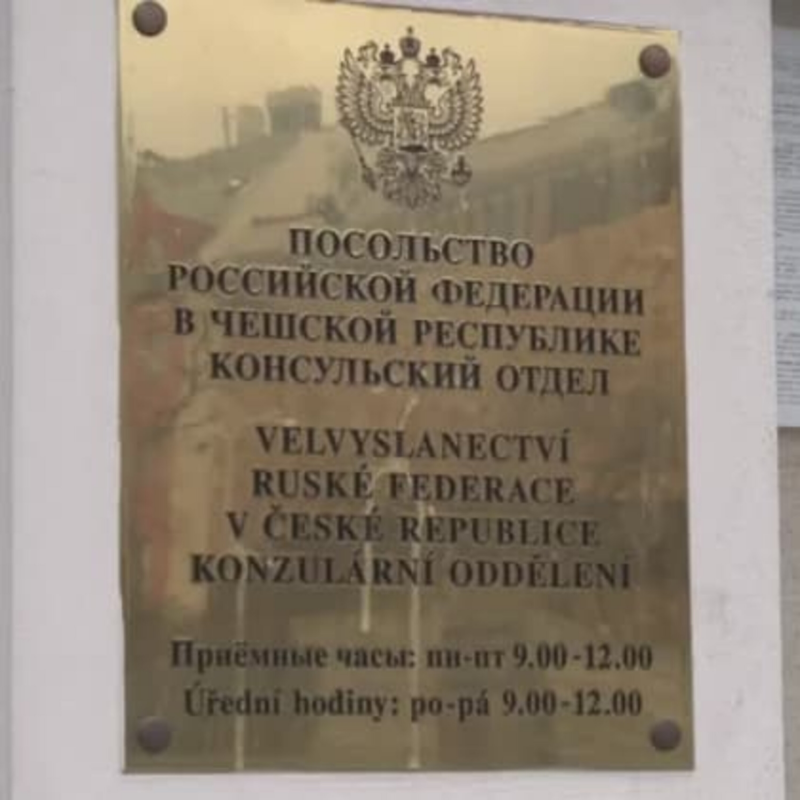 ПОСОЛЬСТВО
РОССИЙСКОЙ ФЕДЕРАЦИИ
В ЧЕШСКОЙ РЕСПУБЛИКЕ
КОНСУЛЬСКИЙ ОТДЕЛ
VELVYSLANECTVÍ
RUSKÉ FEDERACE
V ČESKÉ REPUBLICE
KONZULÁRNÍ ODDĚLENÍ
Приёмные часы: пн-пт 9.00-12.00
Úřední hodiny: po-pá 9.00-12.00